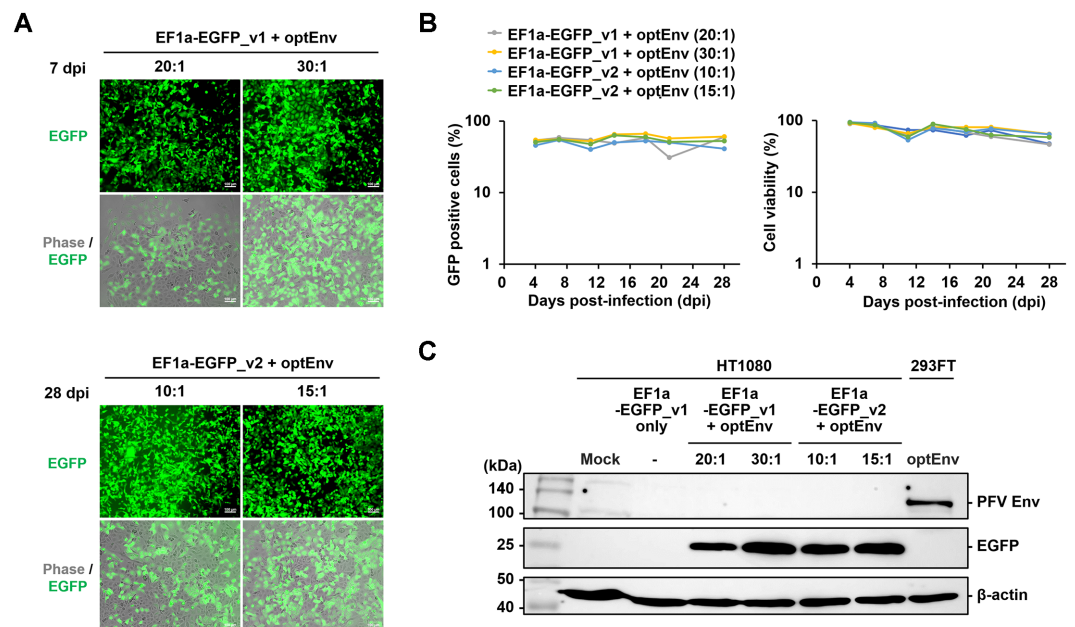 A
EF1a-EGFP_v1 + optEnv
7 dpi
20:1
30:1
EGFP
Phase /
EGFP
EF1a-EGFP_v2 + optEnv
28 dpi
10:1
15:1
EGFP
Phase /
EGFP
B
EF1a-EGFP_v1 + optEnv (20:1)
EF1a-EGFP_v1 + optEnv (30:1)
EF1a-EGFP_v2 + optEnv (10:1)
EF1a-EGFP_v2 + optEnv (15:1)
GFP positive cells (%)
100
10
1
0 4 8 12 16 20 24 28
Days post-infection (dpi)
Cell viability (%)
100
10
1
0 4 8 12 16 20 24 28
Days post-infection (dpi)
C
HT1080
293FT
EF1a
-EGFP_v1
only
EF1a
-EGFP_v1
+ optEnv
EF1a
-EGFP_v2
+ optEnv
(kDa)
Mock
-
20:1
30:1
10:1
15:1
optEnv
140
100
PFV Env
25
EGFP
50
40
β-actin